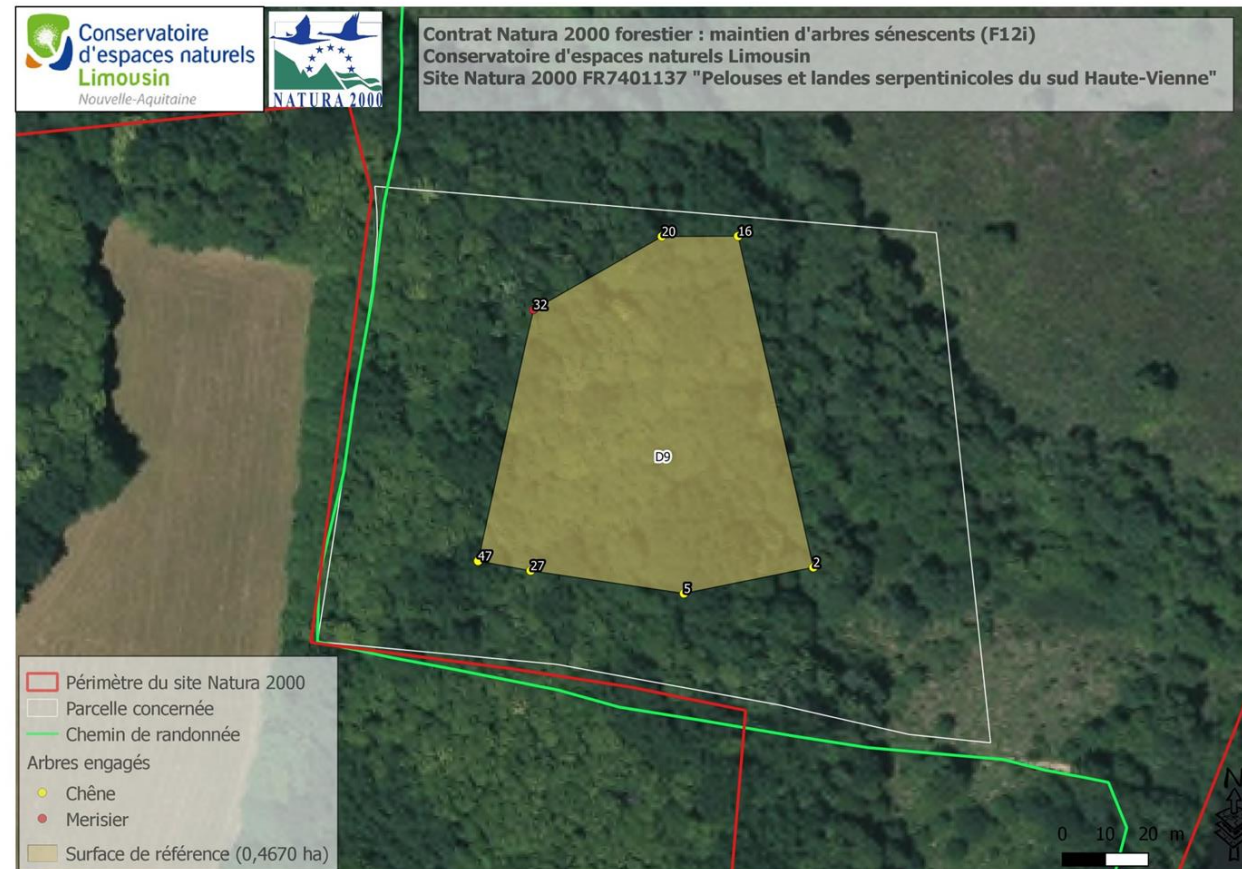 Conservatoire
d'espaces naturels
Limousin
Nouvelle-Aquitaine
NATURA 2000
Contrat Natura 2000 forestier : maintien d'arbres sénescents (F12i)
Conservatoire d'espaces naturels Limousin
Site Natura 2000 FR7401137 "Pelouses et landes serpentinicoles du sud Haute-Vienne"
20
16
32
D9
47
27
5
2
Périmètre du site Natura 2000
Parcelle concernée
Chemin de randonnée
Arbres engagés
Chêne
Merisier
Surface de référence (0,4670 ha)
0 10 20 m
N